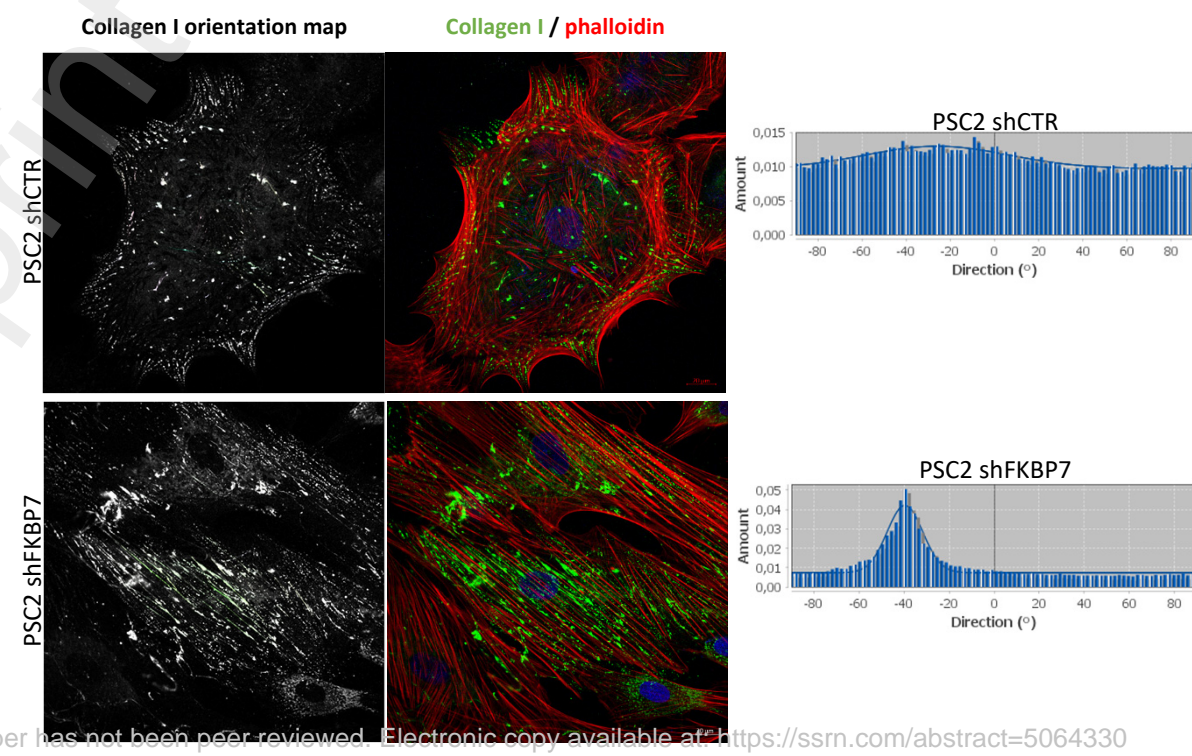 Collagen I orientation map
Collagen I / phalloidin
PSC2 shCTR
PSC2 shCTR
0,015
0,010
0,005
0,000
Amount
-80 -60 -40 -20 0 20 40 60 80
Direction (°)
PSC2 shFKBP7
PSC2 shFKBP7
0,05
0,04
0,03
0,02
0,01
0,00
Amount
-80 -60 -40 -20 0 20 40 60 80
Direction (°)
er has not been peer reviewed. Electronic copy available at: https://ssrn.com/abstract=5064330